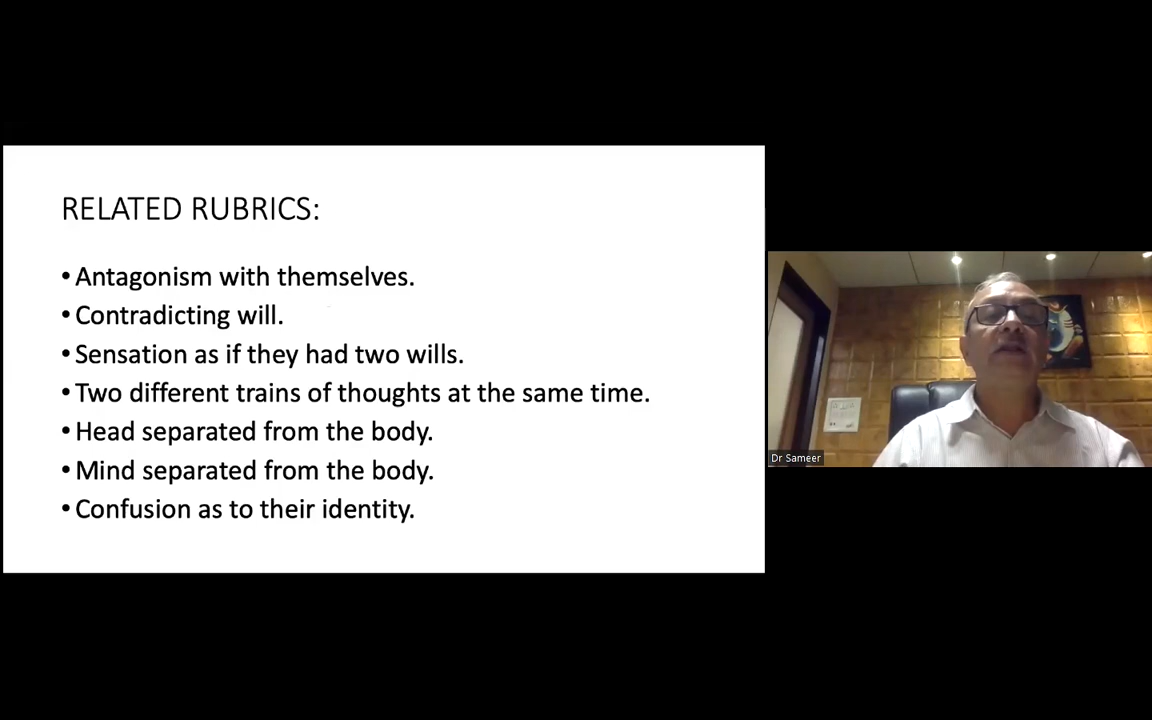 RELATED RUBRICS:
• Antagonism with themselves.
• Contradicting will.
• Sensation as if they had two wills.
• Two different trains of thoughts at the same time.
• Head separated from the body.
• Mind separated from the body.
• Confusion as to their identity.
Dr Sameer